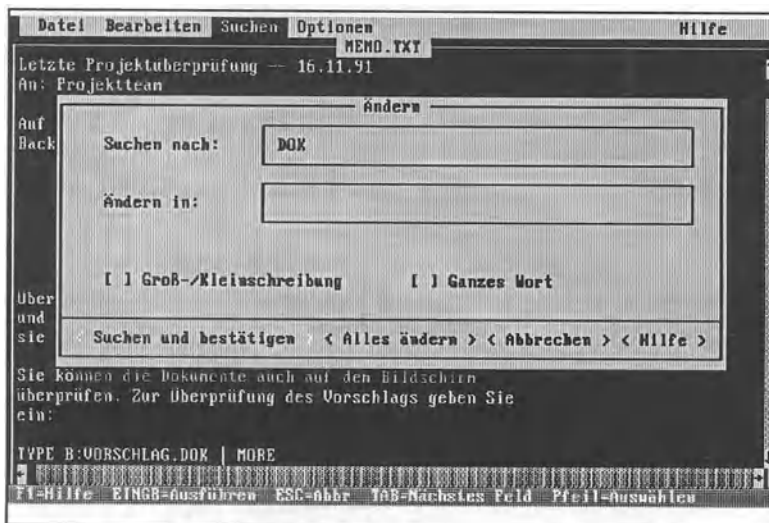 Datei Bearbeiten Suchen Optionen Hilfe
MEMO.TXT
Letzte Projektüberprüfung -- 16.11.91
An: Projektteam
Ändern
Auf
Back
Suchen nach: DOK
Ändern in:
[ ] Groß-/Kleinschreibung [ ] Ganzes Wort
Über
und
sie
< Suchen und bestätigen > < Alles ändern > < Abbrechen > < Hilfe >
Sie können die Dokumente auch auf den Bildschirm
überprüfen. Zur Überprüfung des Vorschlags geben Sie
ein:
TYPE B:VORSCHLAG.DOK | MORE
F1=Hilfe EINGB=Ausführen ESC=Abbr TAB=Nächstes Feld Pfeil=Auswählen